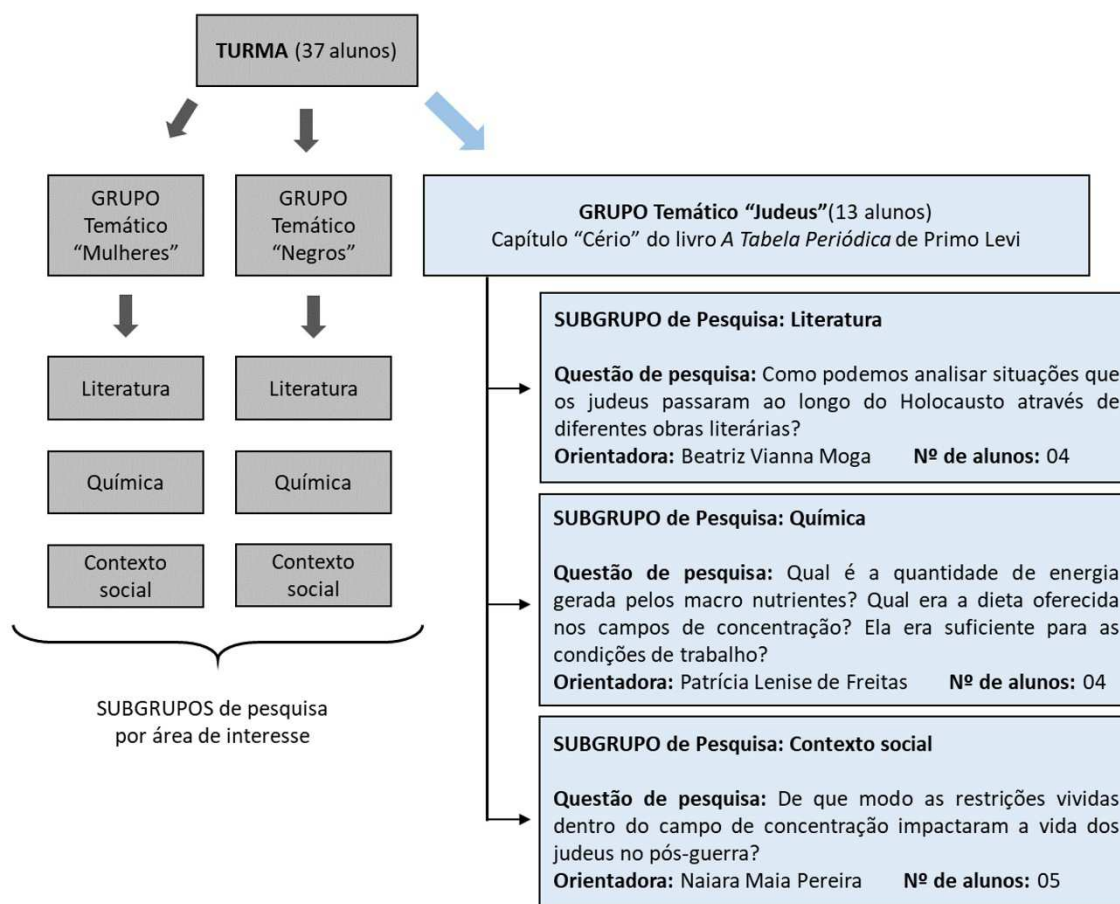 TURMA (37 alunos)
GRUPO
Temático
“Mulheres”
GRUPO
Temático
“Negros”
GRUPO Temático “Judeus”(13 alunos)
Capítulo “Cério” do livro A Tabela Periódica de Primo Levi
Literatura
Literatura
Química
Química
Contexto
social
Contexto
social
SUBGRUPOS de pesquisa
por área de interesse
SUBGRUPO de Pesquisa: Literatura
Questão de pesquisa: Como podemos analisar situações que
os judeus passaram ao longo do Holocausto através de
diferentes obras literárias?
Orientadora: Beatriz Vianna Moga Nº de alunos: 04
SUBGRUPO de Pesquisa: Química
Questão de pesquisa: Qual é a quantidade de energia
gerada pelos macro nutrientes? Qual era a dieta oferecida
nos campos de concentração? Ela era suficiente para as
condições de trabalho?
Orientadora: Patrícia Lenise de Freitas Nº de alunos: 04
SUBGRUPO de Pesquisa: Contexto social
Questão de pesquisa: De que modo as restrições vividas
dentro do campo de concentração impactaram a vida dos
judeus no pós-guerra?
Orientadora: Naiara Maia Pereira Nº de alunos: 05